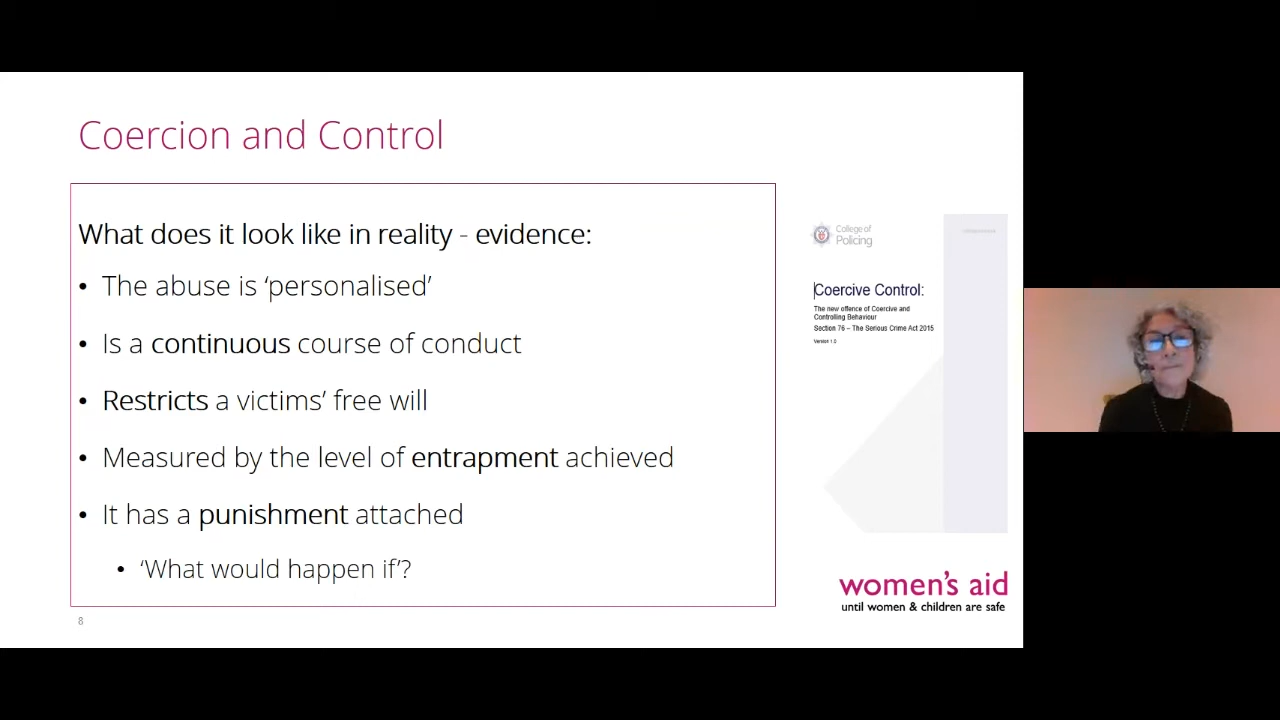 Coercion and Control
What does it look like in reality - evidence:
• The abuse is ‘personalised’
• Is a continuous course of conduct
• Restricts a victims’ free will
• Measured by the level of entrapment achieved
• It has a punishment attached
• ‘What would happen if’?
8
College of
Policing
Coercive Control:
The new offence of Coercive and
Controlling Behaviour
Section 76 – The Serious Crime Act 2015
Version 1.0
women's aid
until women & children are safe